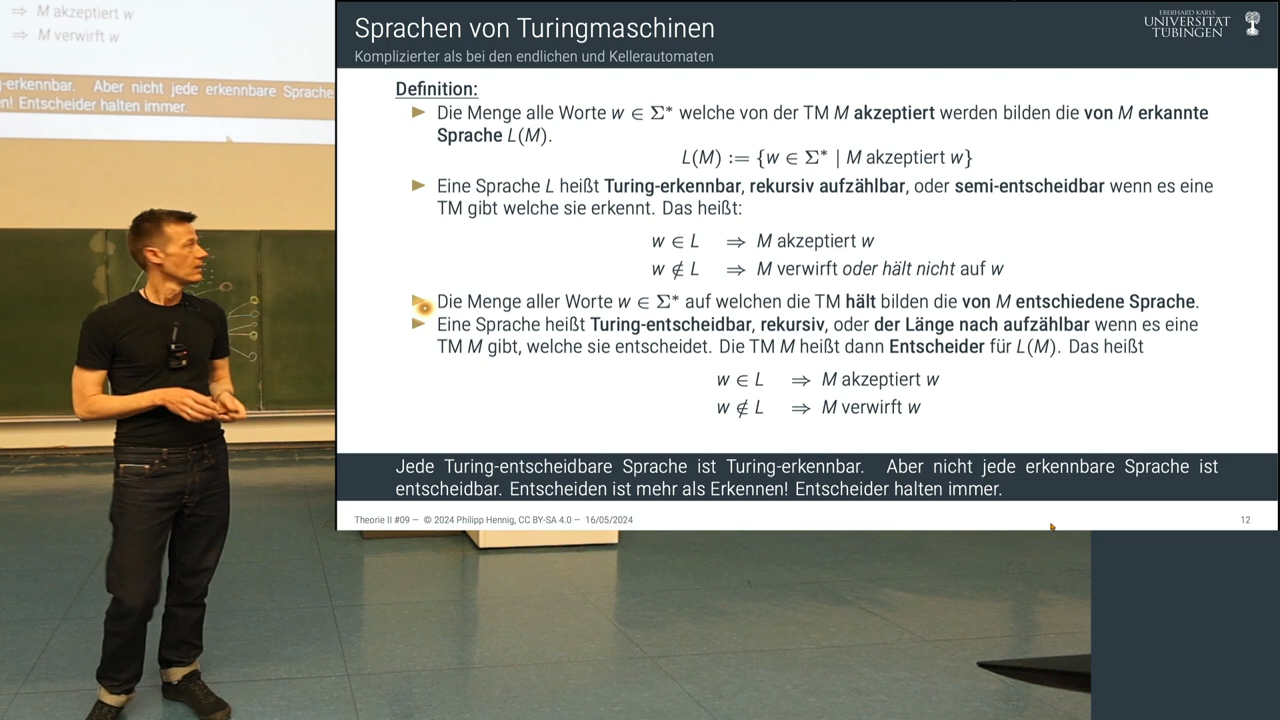 ⇒ M akzeptiert w
⇒ M verwirft w
-erkennbar. Aber nicht jede erkennbare Sprache
n! Entscheider halten immer.
Sprachen von Turingmaschinen
Komplizierter als bei den endlichen und Kellerautomaten
EBERHARD KARLS
UNIVERSITÄT
TÜBINGEN
Definition:
► Die Menge alle Worte w ∈ Σ* welche von der TM M akzeptiert werden bilden die von M erkannte
Sprache L(M).
L(M) := {w ∈ Σ* | M akzeptiert w}
► Eine Sprache L heißt Turing-erkennbar, rekursiv aufzählbar, oder semi-entscheidbar wenn es eine
TM gibt welche sie erkennt. Das heißt:
w ∈ L ⇒ M akzeptiert w
w ∉ L ⇒ M verwirft oder hält nicht auf w
► Die Menge aller Worte w ∈ Σ* auf welchen die TM hält bilden die von M entschiedene Sprache.
► Eine Sprache heißt Turing-entscheidbar, rekursiv, oder der Länge nach aufzählbar wenn es eine
TM M gibt, welche sie entscheidet. Die TM M heißt dann Entscheider für L(M). Das heißt
w ∈ L ⇒ M akzeptiert w
w ∉ L ⇒ M verwirft w
Jede Turing-entscheidbare Sprache ist Turing-erkennbar. Aber nicht jede erkennbare Sprache ist
entscheidbar. Entscheiden ist mehr als Erkennen! Entscheider halten immer.
Theorie II #09 — © 2024 Philipp Hennig, CC BY-SA 4.0 — 16/05/2024
12